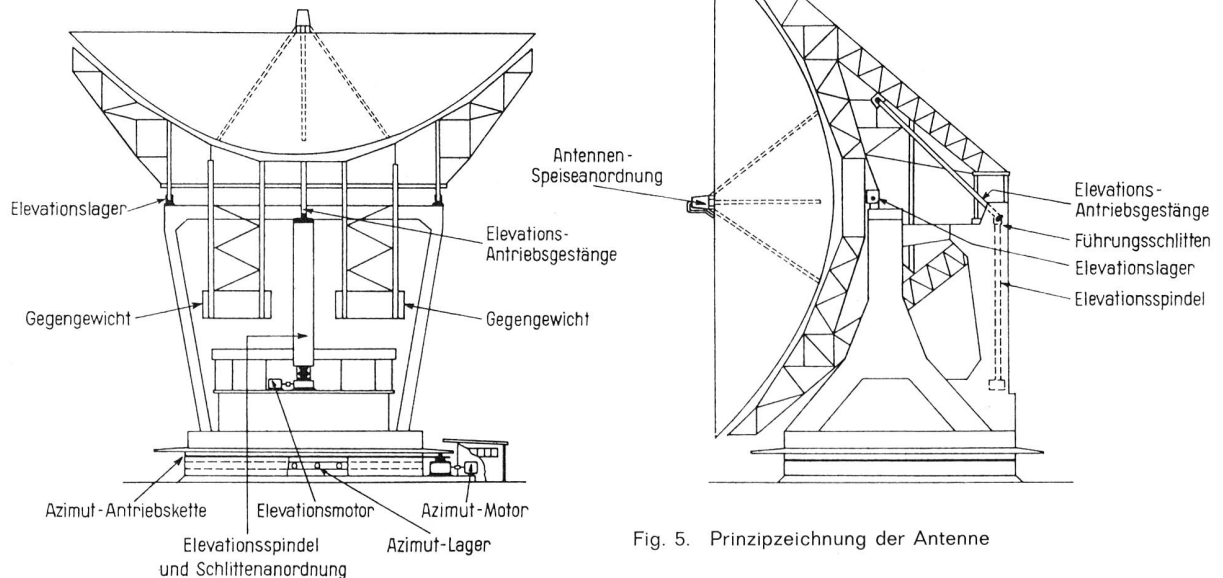 Elevationslager
Elevations-
Antriebsgestänge
Gegengewicht
Gegengewicht
Azimut-Antriebskette
Elevationsmotor
Azimut-Motor
Elevationsspindel
und Schlittenanordnung
Azimut-Lager
Antennen-
Speiseanordnung
Elevations-
Antriebsgestänge
Führungsschlitten
Elevationslager
Elevationsspindel
Fig. 5. Prinzipzeichnung der Antenne